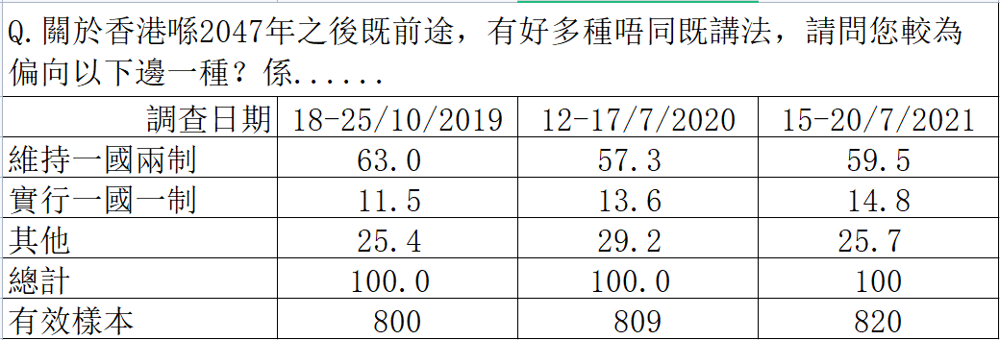 Q.關於香港喺2047年之後既前途，有好多種唔同既講法，請問您較為
偏向以下邊一種？係......
調查日期 18-25/10/2019 12-17/7/2020 15-20/7/2021
維持一國兩制 63.0 57.3 59.5
實行一國一制 11.5 13.6 14.8
其他 25.4 29.2 25.7
總計 100.0 100.0 100
有效樣本 800 809 820